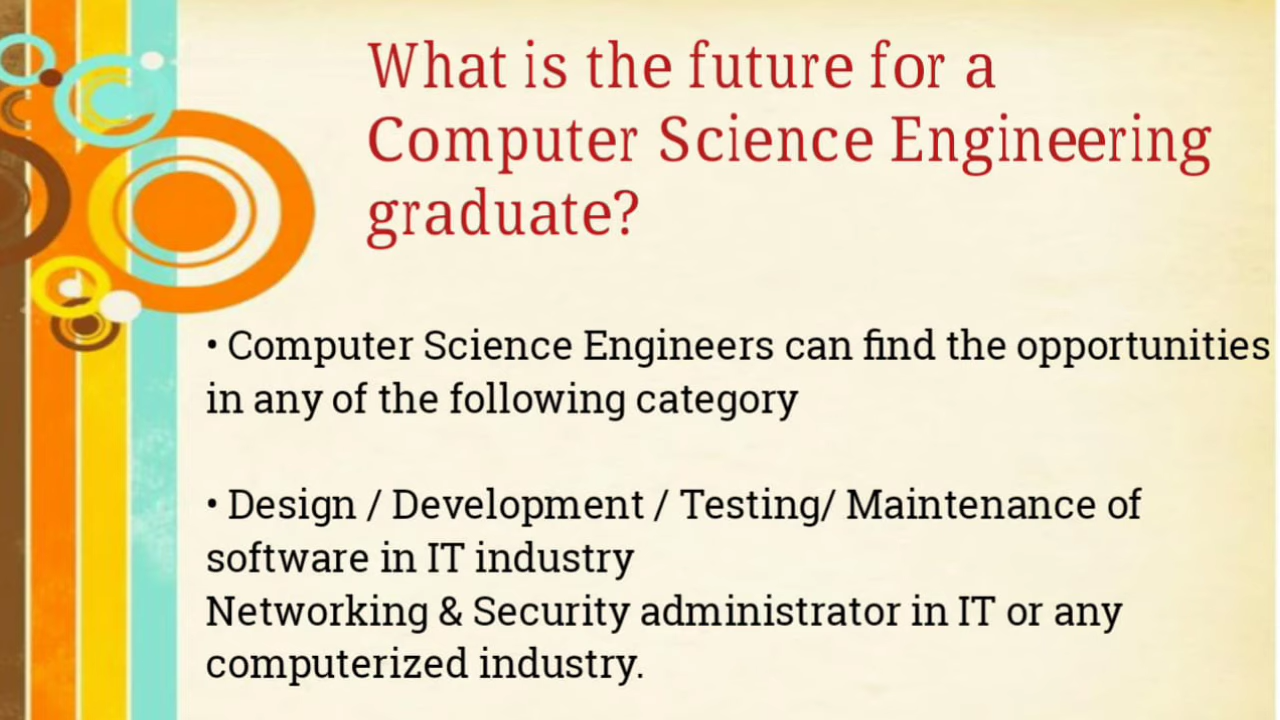 What is the future for a
Computer Science Engineering
graduate?
• Computer Science Engineers can find the opportunities
in any of the following category
• Design / Development / Testing/ Maintenance of
software in IT industry
Networking & Security administrator in IT or any
computerized industry.